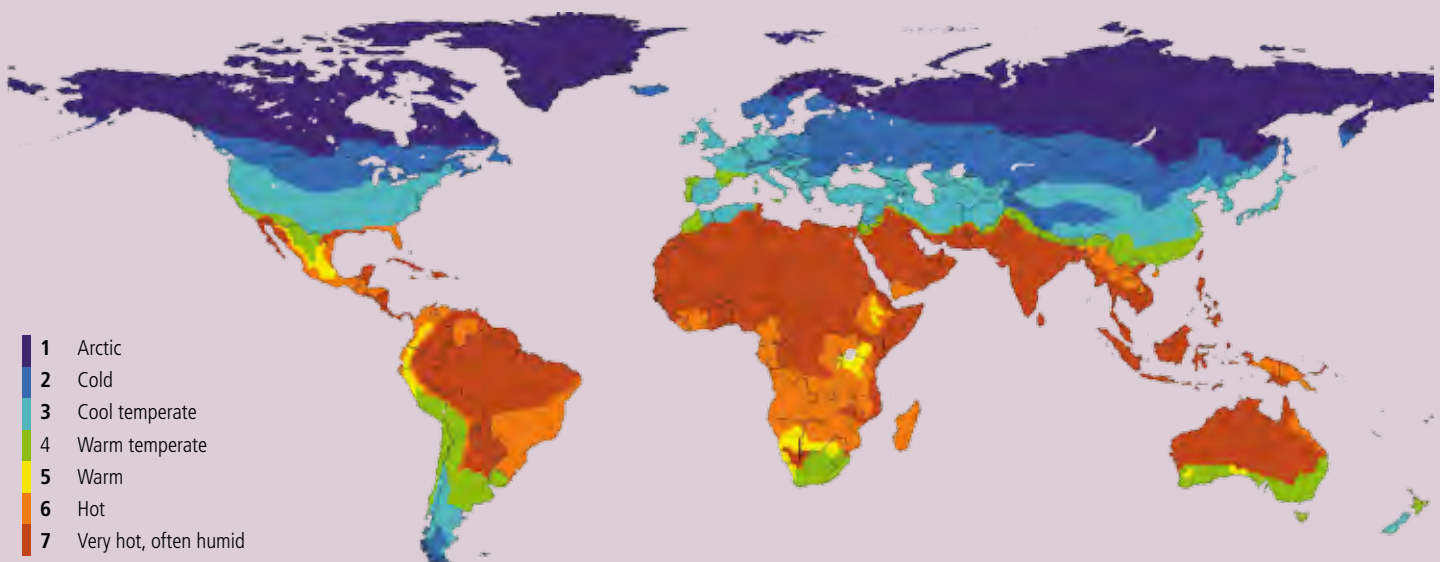 1 Arctic
2 Cold
3 Cool temperate
4 Warm temperate
5 Warm
6 Hot
7 Very hot, often humid